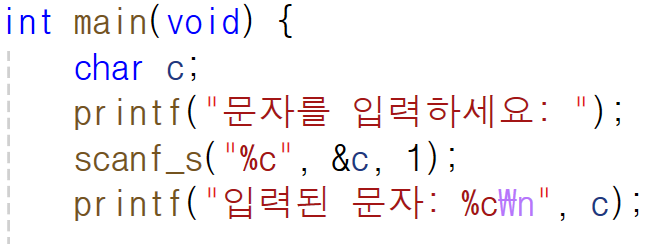 int main(void) {
char c;
printf("문자를 입력하세요: ");
scanf_s("%c", &c, 1);
printf("입력된 문자: %c₩n", c);